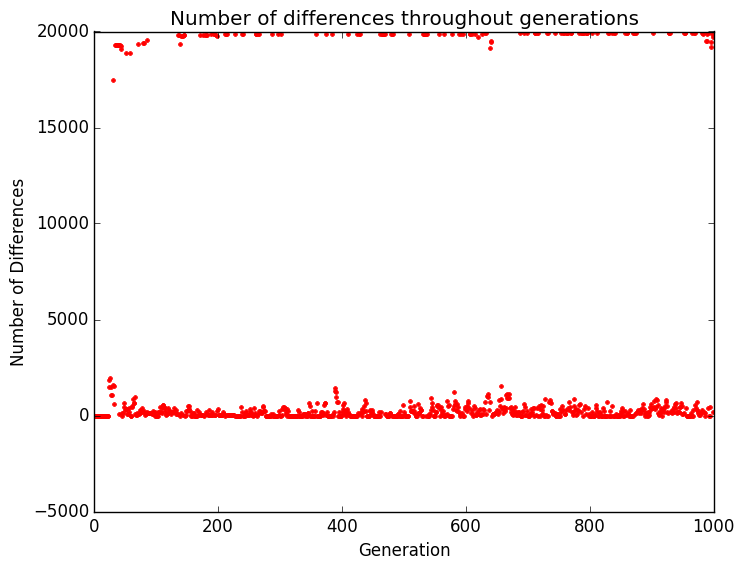 Number of differences throughout generations
20000
15000
10000
5000
0
−5000
Number of Differences
0 200 400 600 800 1000
Generation